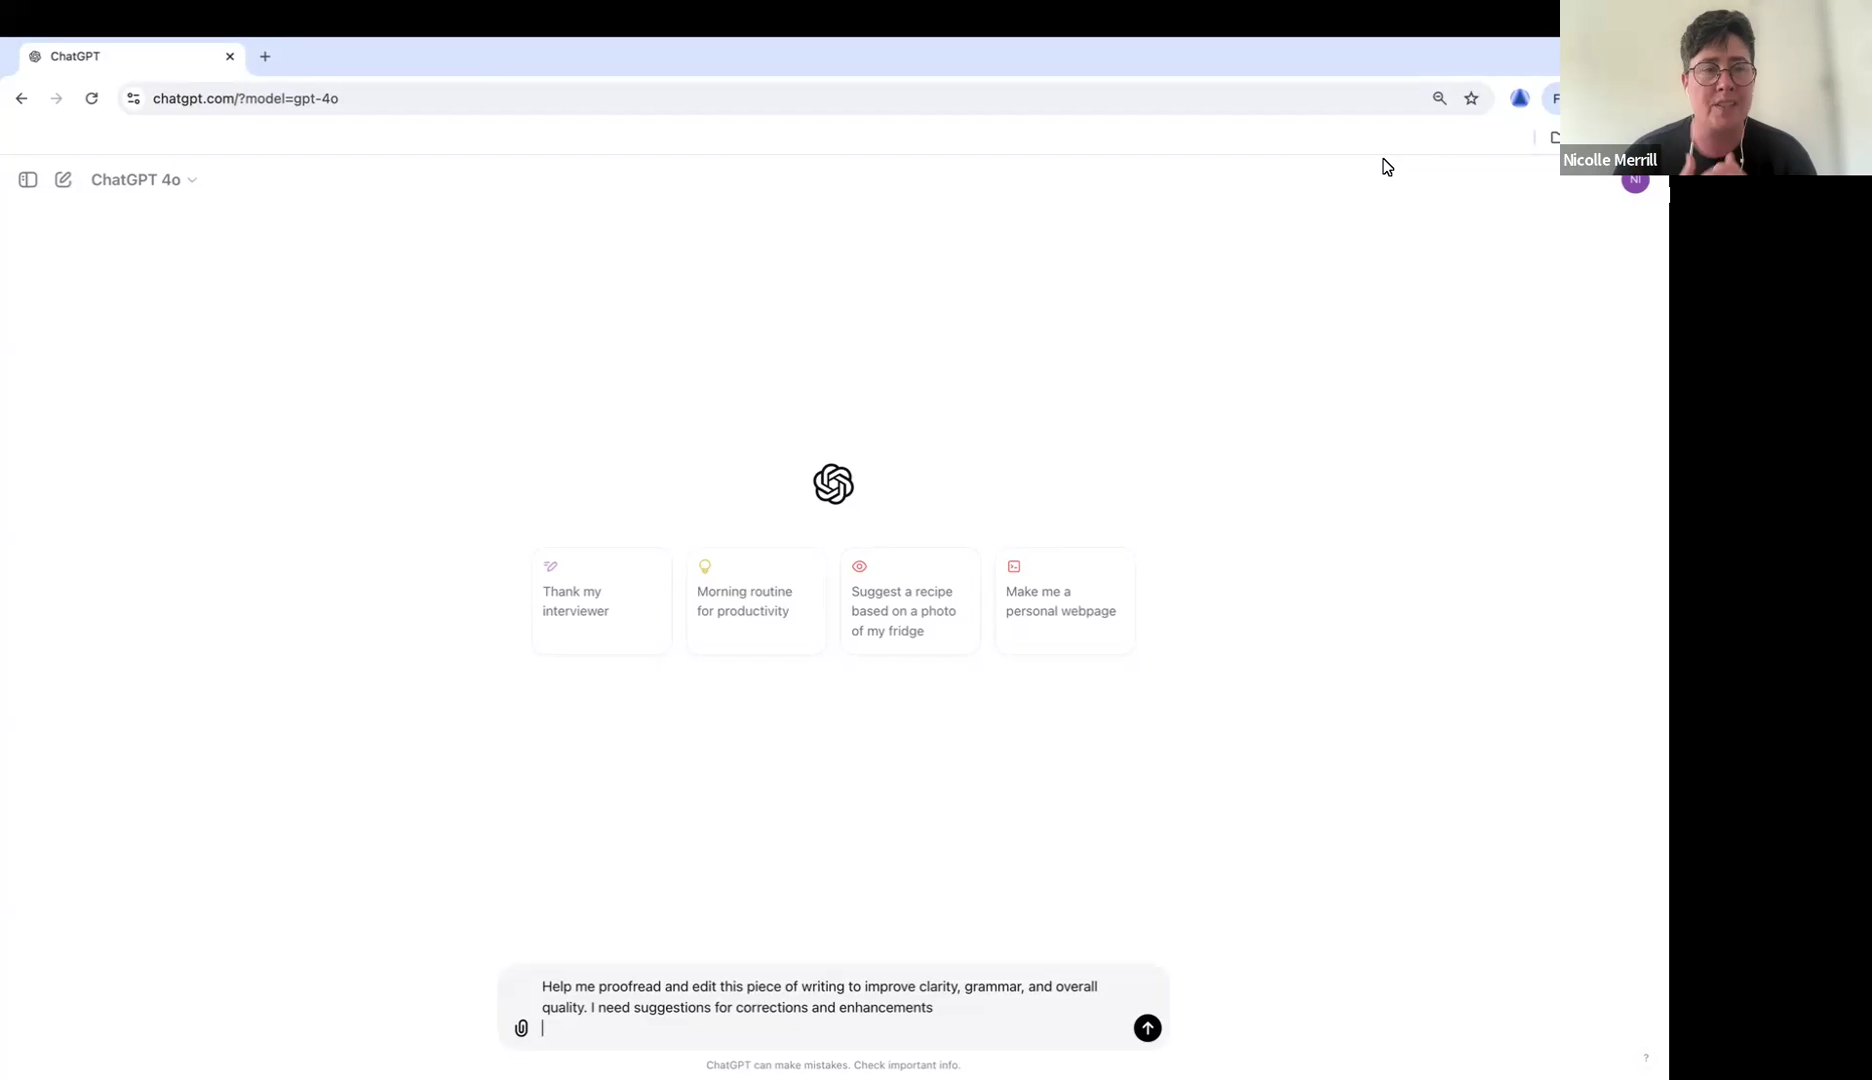 ChatGPT
chatgpt.com/?model=gpt-4o
F
Nicolle Merrill
ChatGPT 4o
NI
Thank my
interviewer
Morning routine
for productivity
Suggest a recipe
based on a photo
of my fridge
Make me a
personal webpage
Help me proofread and edit this piece of writing to improve clarity, grammar, and overall
quality. I need suggestions for corrections and enhancements
ChatGPT can make mistakes. Check important info.
?